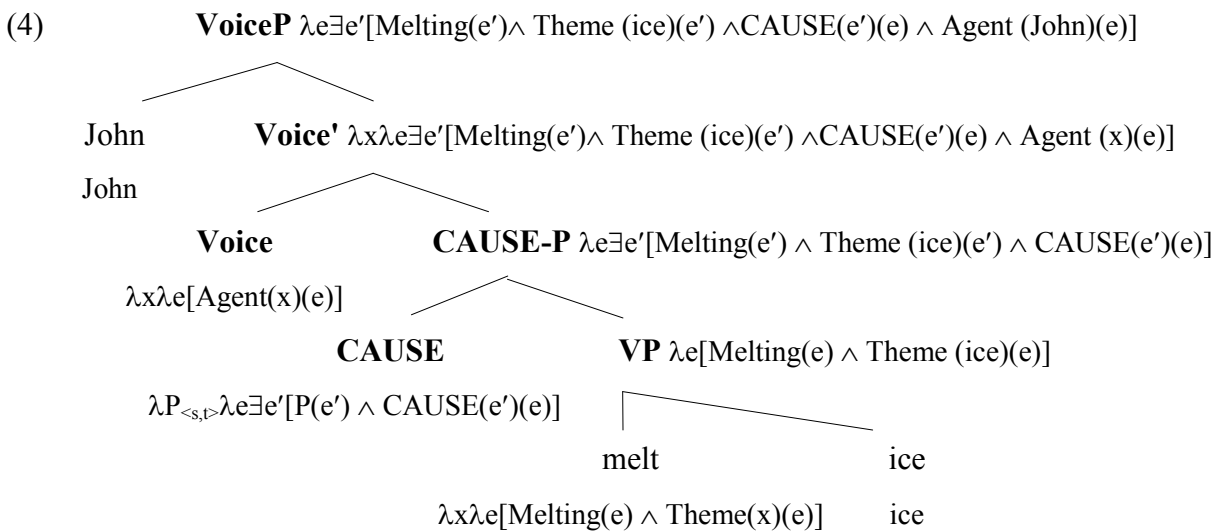 (4) VoiceP λe∃e′[Melting(e′)∧ Theme (ice)(e′) ∧CAUSE(e′)(e) ∧ Agent (John)(e)]
John Voice' λxλe∃e′[Melting(e′)∧ Theme (ice)(e′) ∧CAUSE(e′)(e) ∧ Agent (x)(e)]
John
Voice CAUSE-P λe∃e′[Melting(e′) ∧ Theme (ice)(e′) ∧ CAUSE(e′)(e)]
λxλe[Agent(x)(e)]
CAUSE VP λe[Melting(e) ∧ Theme (ice)(e)]
λP<s,t>λe∃e′[P(e′) ∧ CAUSE(e′)(e)]
melt ice
λxλe[Melting(e) ∧ Theme(x)(e)] ice